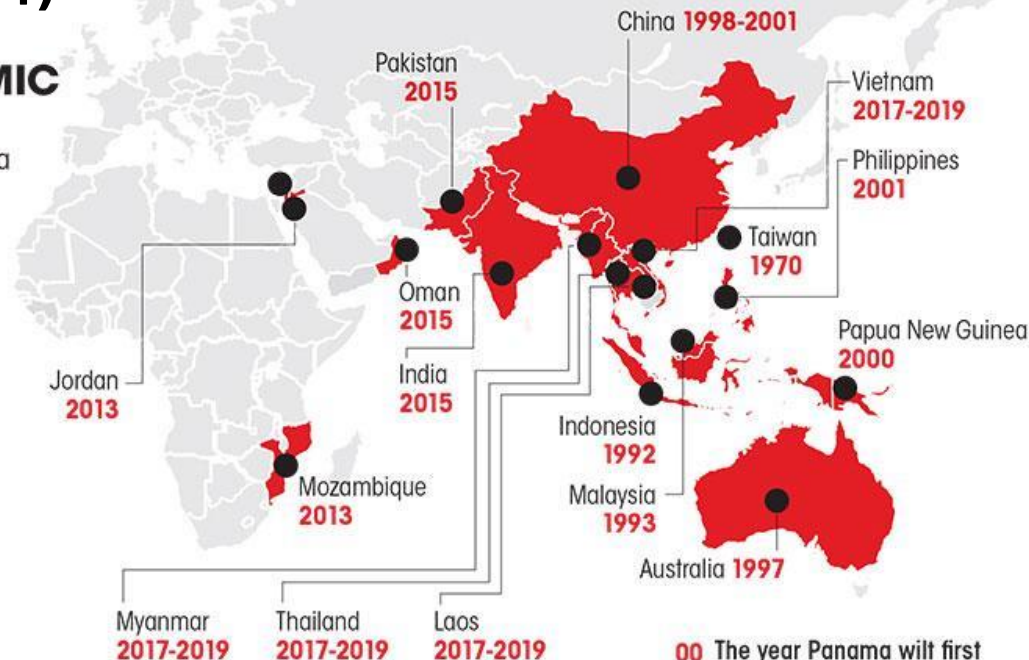 MIC
a
China 1998-2001
Pakistan
2015
Vietnam
2017-2019
Philippines
2001
Taiwan
1970
Oman
2015
Papua New Guinea
2000
India
2015
Jordan
2013
Indonesia
1992
Mozambique
2013
Malaysia
1993
Australia 1997
Myanmar
2017-2019
Thailand
2017-2019
Laos
2017-2019
00 The year Panama wilt first